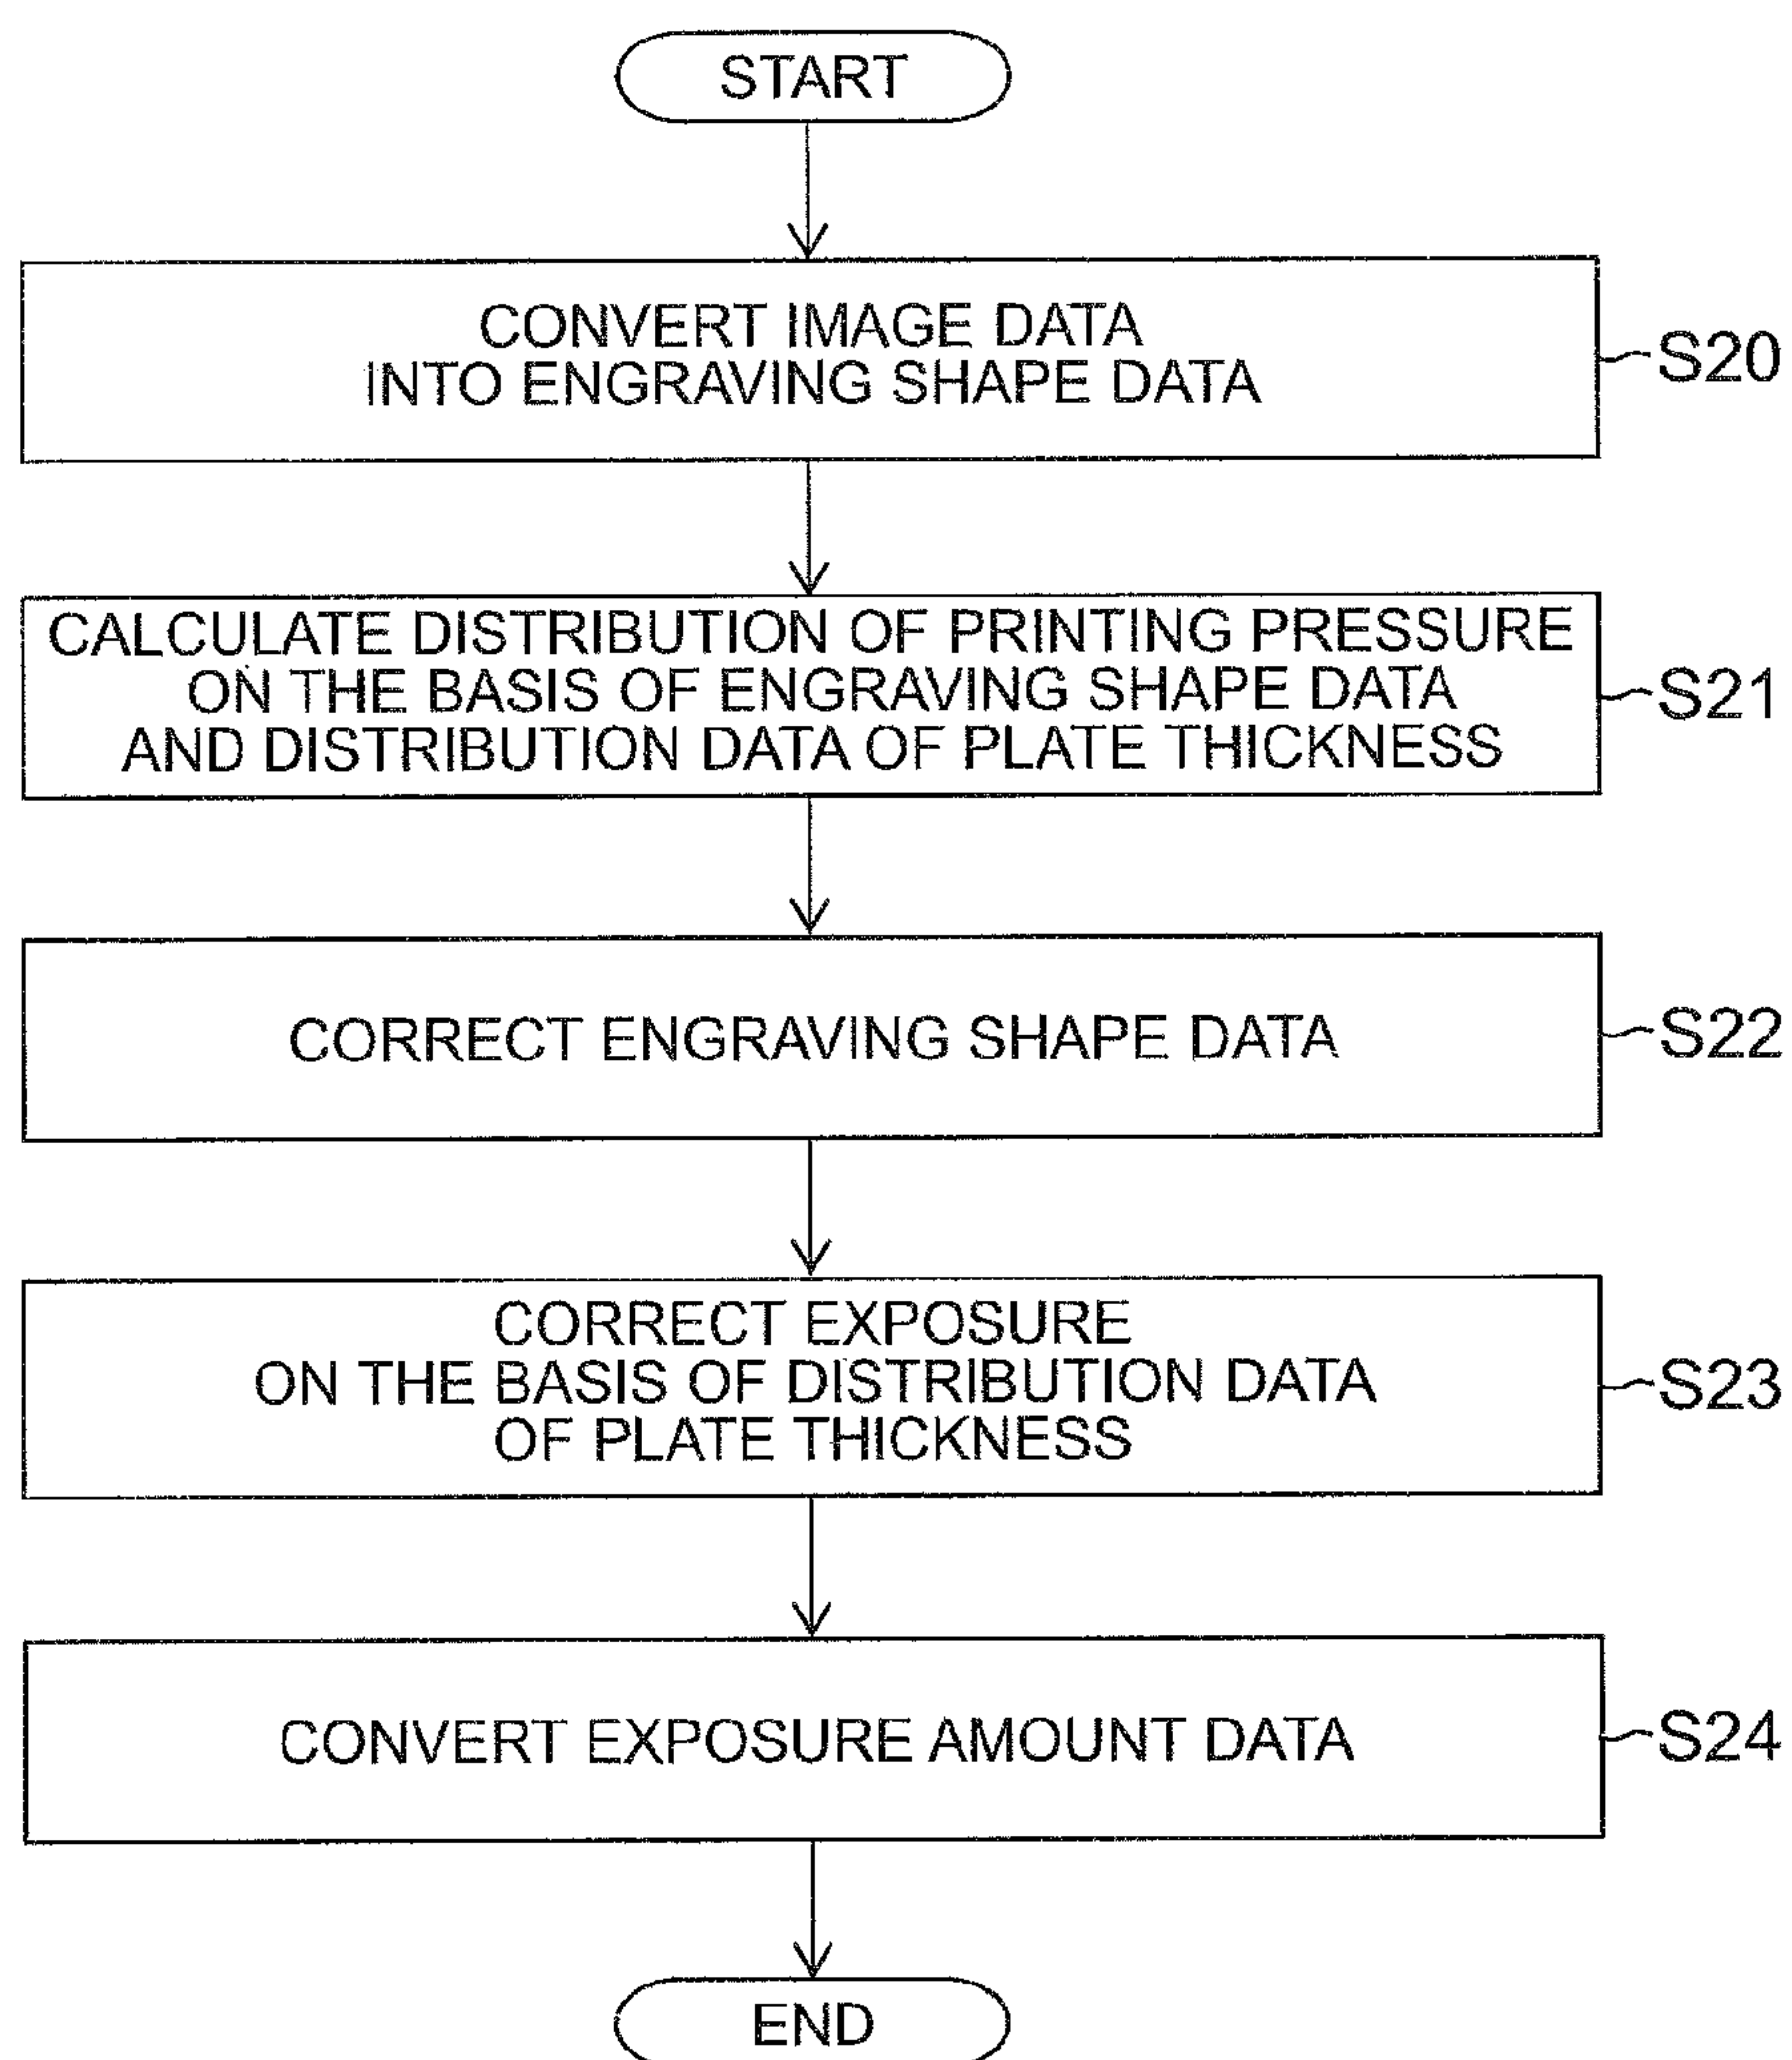 START
CONVERT IMAGE DATA
INTO ENGRAVING SHAPE DATA
S20
CALCULATE DISTRIBUTION OF PRINTING PRESSURE
ON THE BASIS OF ENGRAVING SHAPE DATA
AND DISTRIBUTION DATA OF PLATE THICKNESS
S21
CORRECT ENGRAVING SHAPE DATA
S22
CORRECT EXPOSURE
ON THE BASIS OF DISTRIBUTION DATA
OF PLATE THICKNESS
S23
CONVERT EXPOSURE AMOUNT DATA
S24
END